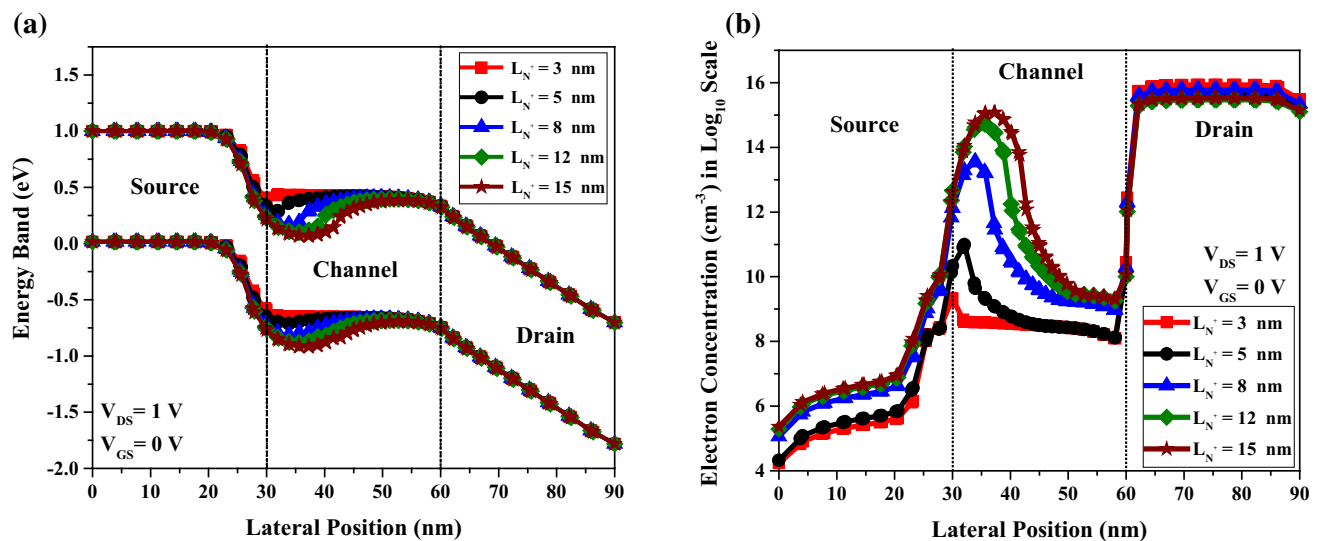 (a)
Energy Band (eV)
1.5
1.0
0.5
0.0
-0.5
-1.0
-1.5
-2.0
L_N⁺ = 3 nm
L_N⁺ = 5 nm
L_N⁺ = 8 nm
L_N⁺ = 12 nm
L_N⁺ = 15 nm
Source
Channel
Drain
V_DS= 1 V
V_GS= 0 V
0 10 20 30 40 50 60 70 80 90
Lateral Position (nm)
(b)
Electron Concentration (cm⁻³) in Log₁₀ Scale
16
14
12
10
8
6
4
Channel
Source
Drain
V_DS= 1 V
V_GS= 0 V
L_N⁺ = 3 nm
L_N⁺ = 5 nm
L_N⁺ = 8 nm
L_N⁺ = 12 nm
L_N⁺ = 15 nm
0 10 20 30 40 50 60 70 80 90
Lateral Position (nm)